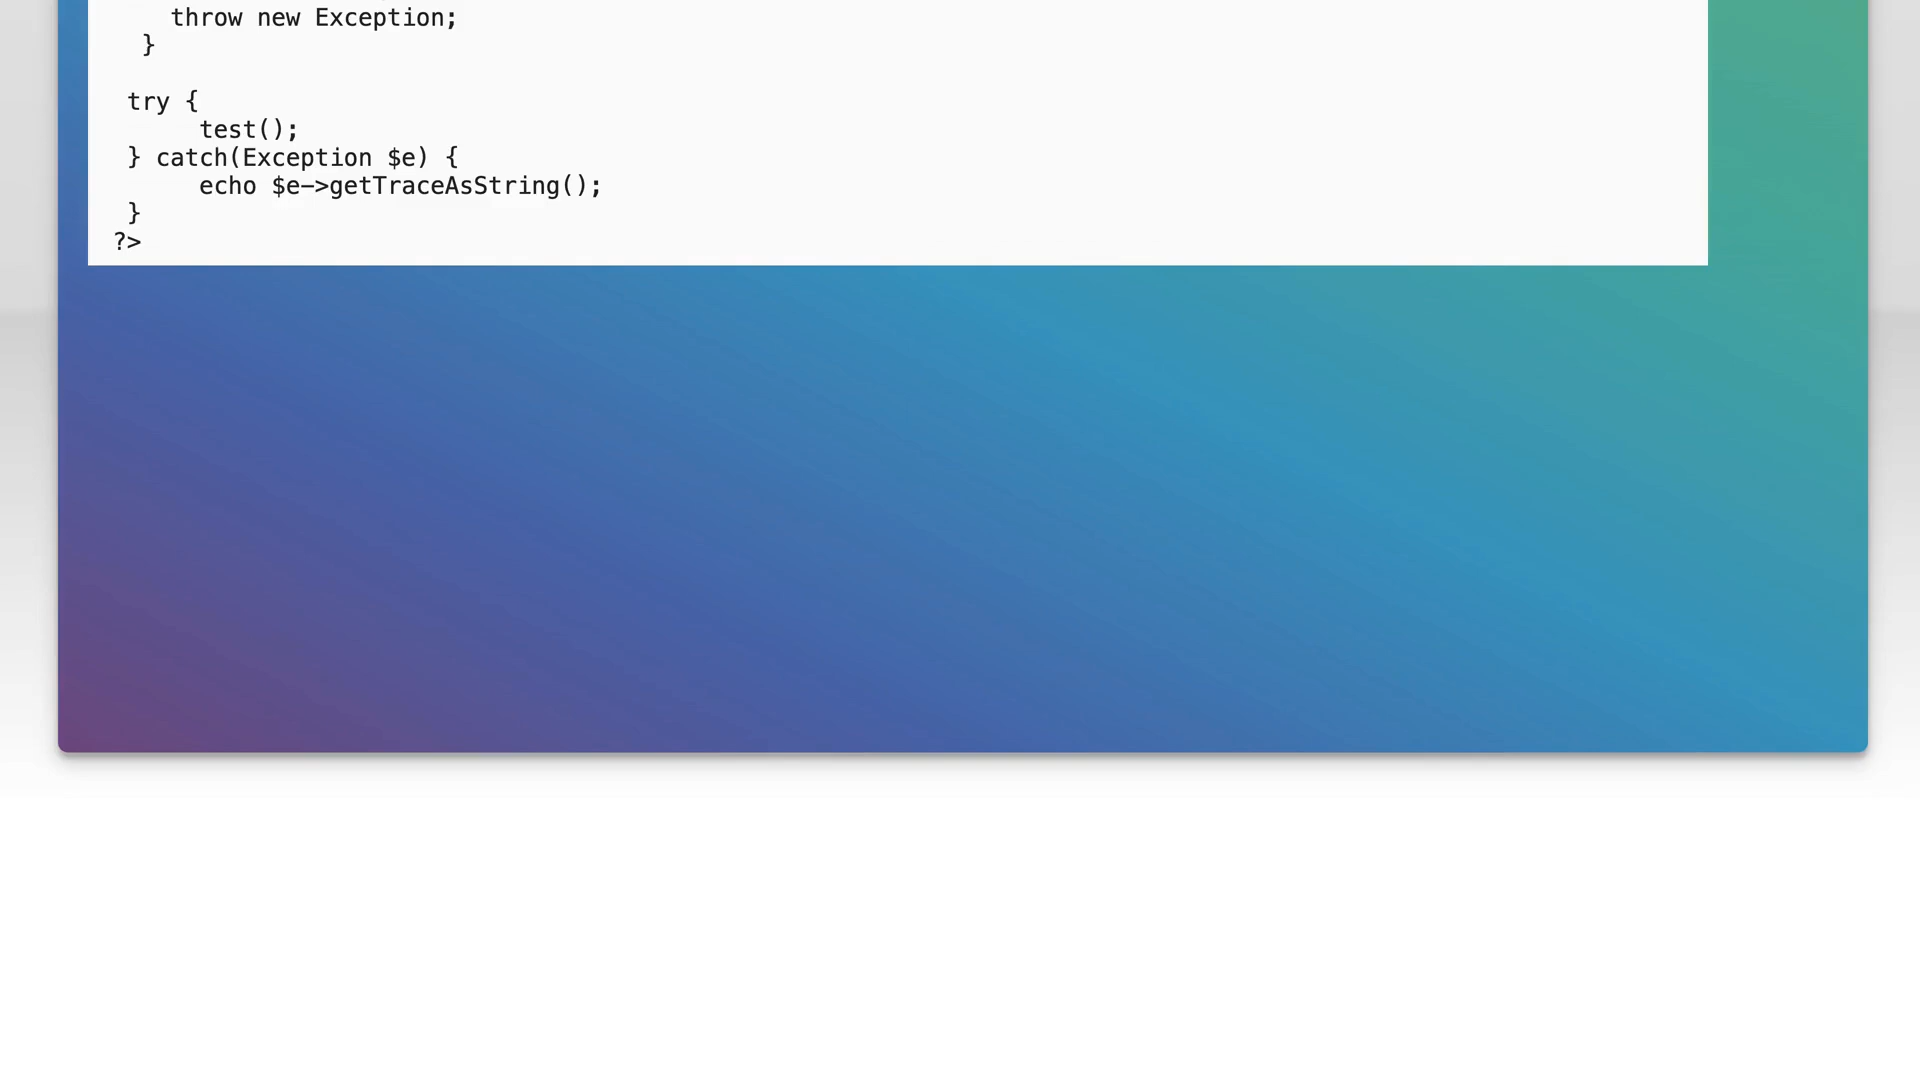 throw new Exception;
}
try {
test();
} catch(Exception $e) {
echo $e->getTraceAsString();
}
?>